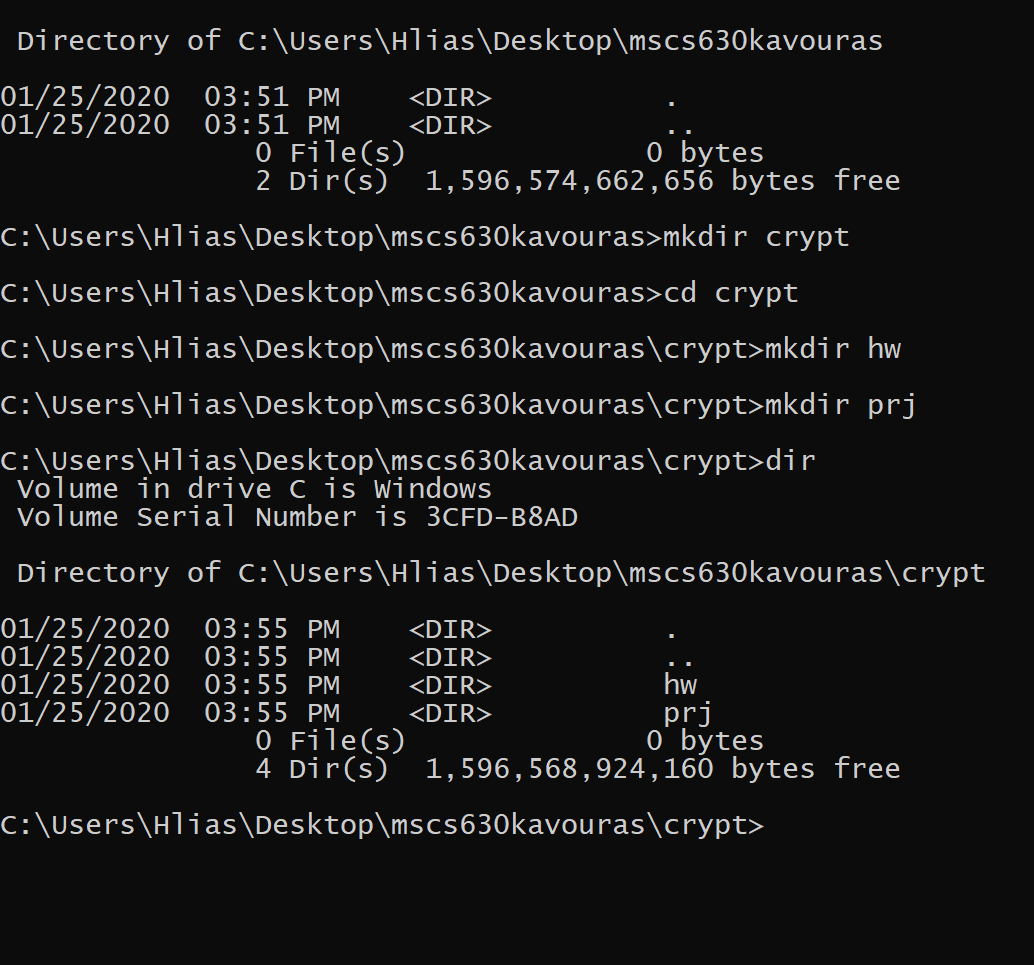 Directory of C:\Users\Hlias\Desktop\mscs630kavouras
01/25/2020  03:51 PM    <DIR>          .
01/25/2020  03:51 PM    <DIR>          ..
               0 File(s)              0 bytes
               2 Dir(s)  1,596,574,662,656 bytes free
C:\Users\Hlias\Desktop\mscs630kavouras>mkdir crypt
C:\Users\Hlias\Desktop\mscs630kavouras>cd crypt
C:\Users\Hlias\Desktop\mscs630kavouras\crypt>mkdir hw
C:\Users\Hlias\Desktop\mscs630kavouras\crypt>mkdir prj
C:\Users\Hlias\Desktop\mscs630kavouras\crypt>dir
 Volume in drive C is Windows
 Volume Serial Number is 3CFD-B8AD
 Directory of C:\Users\Hlias\Desktop\mscs630kavouras\crypt
01/25/2020  03:55 PM    <DIR>          .
01/25/2020  03:55 PM    <DIR>          ..
01/25/2020  03:55 PM    <DIR>          hw
01/25/2020  03:55 PM    <DIR>          prj
               0 File(s)              0 bytes
               4 Dir(s)  1,596,568,924,160 bytes free
C:\Users\Hlias\Desktop\mscs630kavouras\crypt>